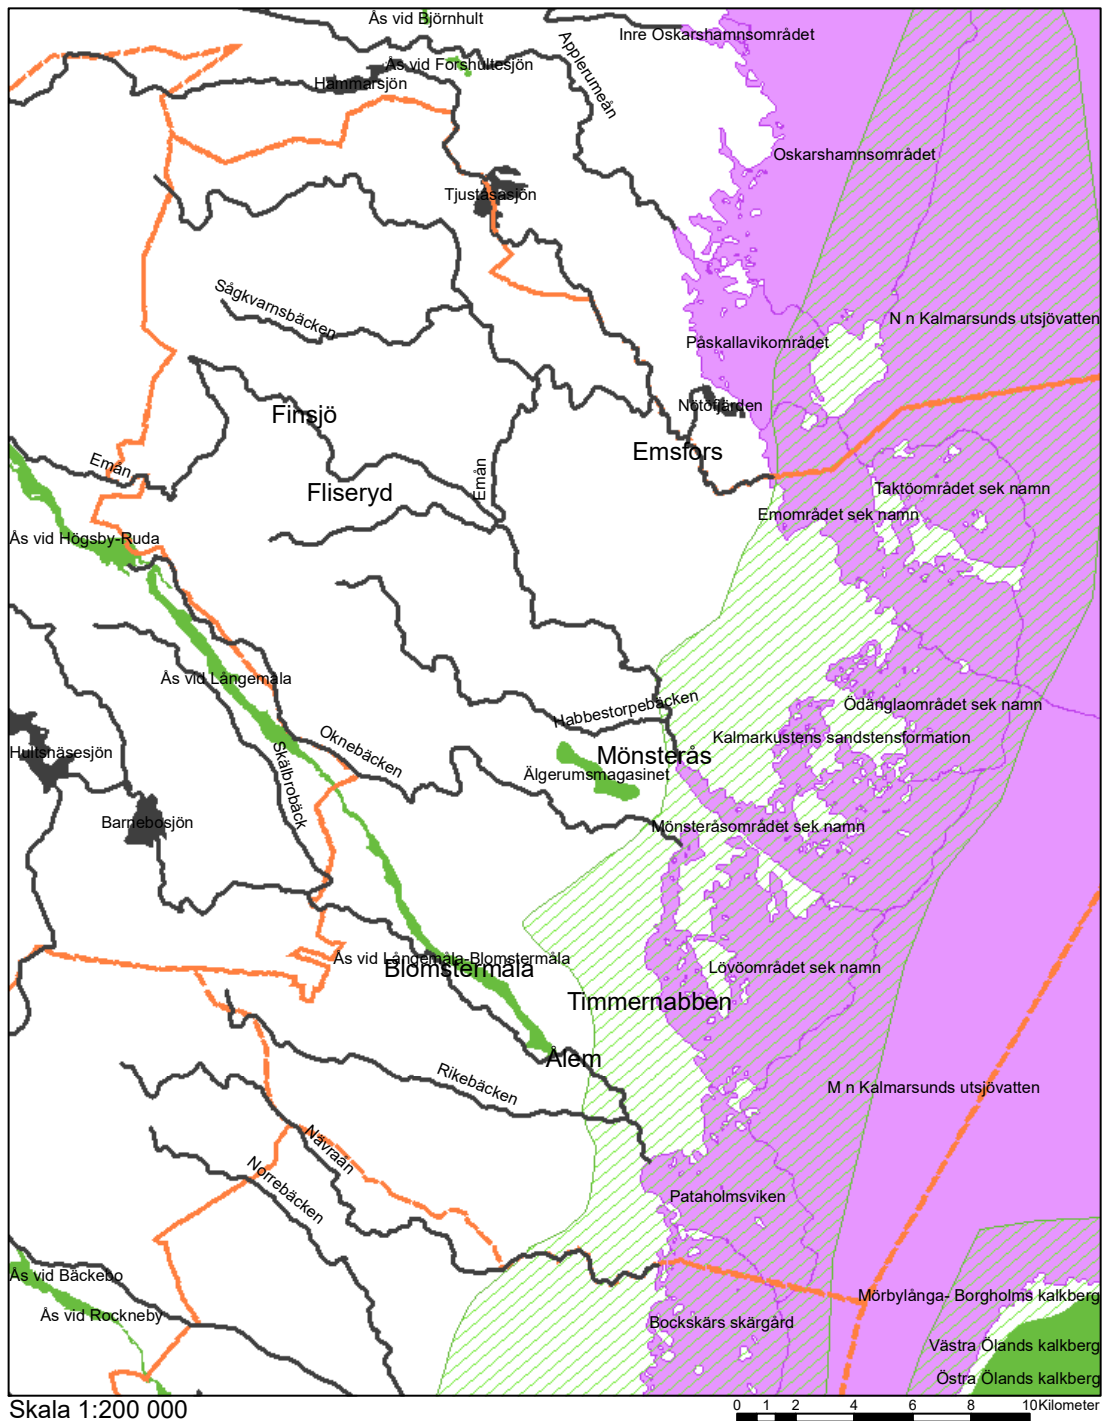 Ås vid Björnhult
Inre Oskarshamnsområdet
Applerumeån
Ås vid Forshultesjön
Hammarsjön
Oskarshamnsområdet
Tjuståsasjön
Sågkvarnsbäcken
N n Kalmarsunds utsjövatten
Påskallavikområdet
Nötöfjärden
Finsjö
Emsfors
Emån
Emån
Fliseryd
Taktöområdet sek namn
Emområdet sek namn
Ås vid Högsby-Ruda
Ås vid Långemåla
Habbestorpebäcken
Ödänglaområdet sek namn
Kalmarkustens sandstensformation
Oknebäcken
Mönsterås
Hultsnäsesjön
Skälbrobäck
Älgerumsmagasinet
Barnebosjön
Mönsteråsområdet sek namn
Ås vid Långemåla-Blomstermåla
Blomstermåla
Lövöområdet sek namn
Timmernabben
Ålem
Rikebäcken
M n Kalmarsunds utsjövatten
Nävraån
Norrebäcken
Pataholmsviken
Ås vid Bäckebo
Mörbylånga- Borgholms kalkberg
Ås vid Rockneby
Bockskärs skärgård
Västra Ölands kalkberg
Östra Ölands kalkberg
Skala 1:200 000
0 1 2 4 6 8 10Kilometer